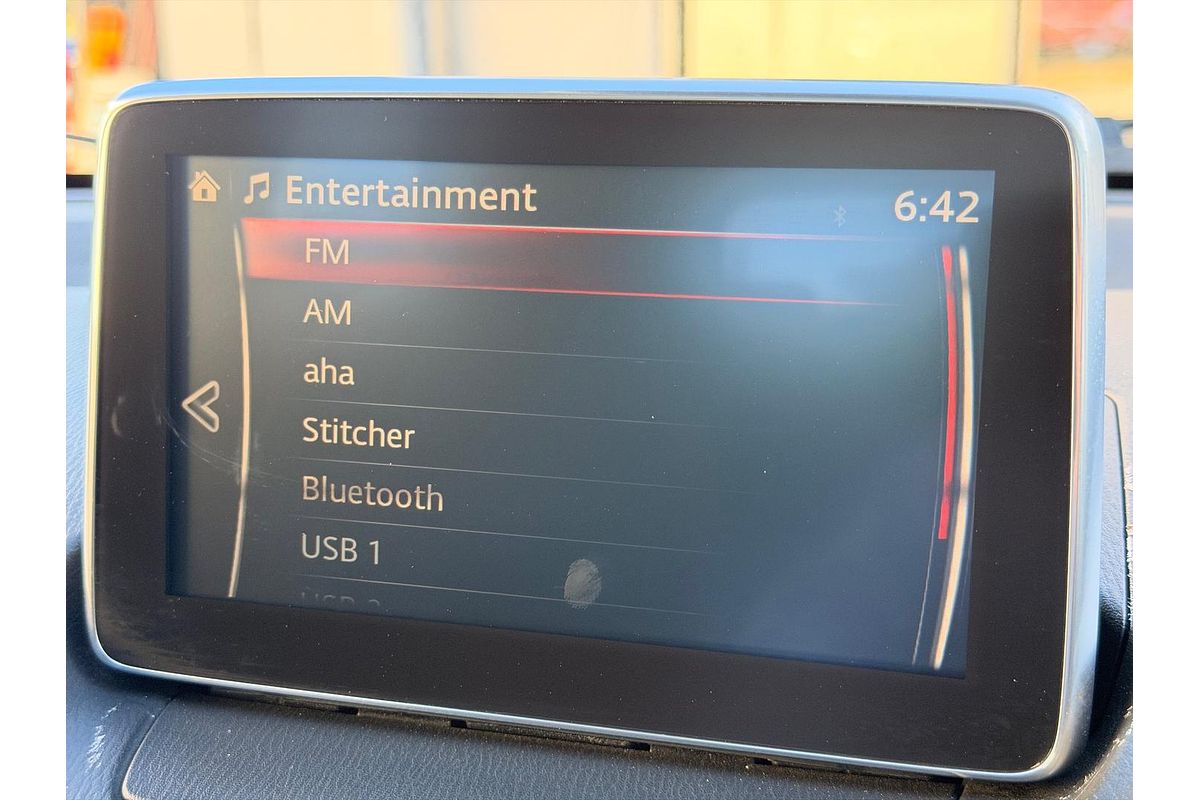 Entertainment
6:42
FM
AM
aha
Stitcher
Bluetooth
USB 1